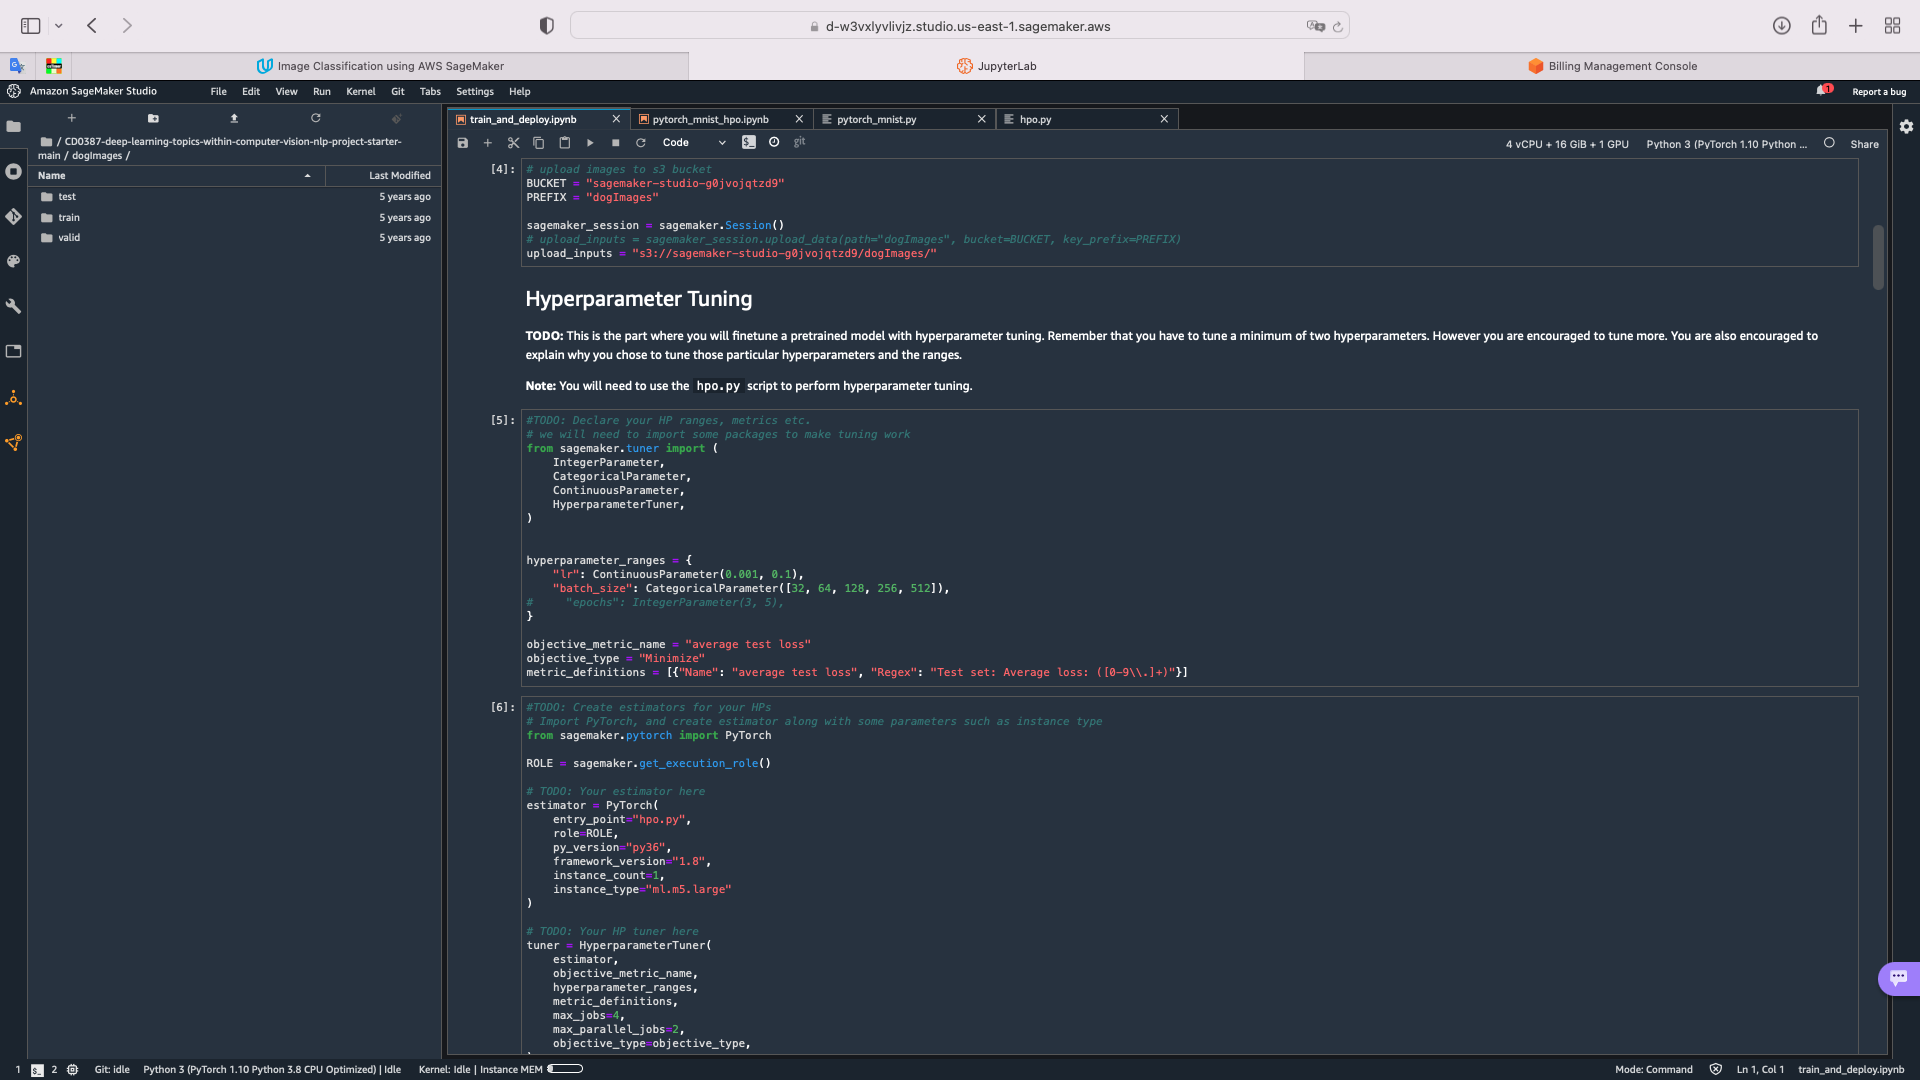 d-w3vxlyvlivjz.studio.us-east-1.sagemaker.aws
Image Classification using AWS SageMaker
JupyterLab
Billing Management Console
Amazon SageMaker Studio
File Edit View Run Kernel Git Tabs Settings Help
1
Report a bug
/ CD0387-deep-learning-topics-within-computer-vision-nlp-project-starter-
main / dogImages /
Name Last Modified
test 5 years ago
train 5 years ago
valid 5 years ago
train_and_deploy.ipynb
pytorch_mnist_hpo.ipynb
pytorch_mnist.py
hpo.py
Code
git
4 vCPU + 16 GiB + 1 GPU
Python 3 (PyTorch 1.10 Python ...
Share
[4]:
# upload images to s3 bucket
BUCKET = "sagemaker-studio-g0jvojqtzd9"
PREFIX = "dogImages"
sagemaker_session = sagemaker.Session()
# upload_inputs = sagemaker_session.upload_data(path="dogImages", bucket=BUCKET, key_prefix=PREFIX)
upload_inputs = "s3://sagemaker-studio-g0jvojqtzd9/dogImages/"
Hyperparameter Tuning
TODO: This is the part where you will finetune a pretrained model with hyperparameter tuning. Remember that you have to tune a minimum of two hyperparameters. However you are encouraged to tune more. You are also encouraged to
explain why you chose to tune those particular hyperparameters and the ranges.
Note: You will need to use the hpo.py script to perform hyperparameter tuning.
[5]:
#TODO: Declare your HP ranges, metrics etc.
# we will need to import some packages to make tuning work
from sagemaker.tuner import (
    IntegerParameter,
    CategoricalParameter,
    ContinuousParameter,
    HyperparameterTuner,
)
hyperparameter_ranges = {
    "lr": ContinuousParameter(0.001, 0.1),
    "batch_size": CategoricalParameter([32, 64, 128, 256, 512]),
#     "epochs": IntegerParameter(3, 5),
}
objective_metric_name = "average test loss"
objective_type = "Minimize"
metric_definitions = [{"Name": "average test loss", "Regex": "Test set: Average loss: ([0-9\\.]+)"}]
[6]:
#TODO: Create estimators for your HPs
# Import PyTorch, and create estimator along with some parameters such as instance type
from sagemaker.pytorch import PyTorch
ROLE = sagemaker.get_execution_role()
# TODO: Your estimator here
estimator = PyTorch(
    entry_point="hpo.py",
    role=ROLE,
    py_version="py36",
    framework_version="1.8",
    instance_count=1,
    instance_type="ml.m5.large"
)
# TODO: Your HP tuner here
tuner = HyperparameterTuner(
    estimator,
    objective_metric_name,
    hyperparameter_ranges,
    metric_definitions,
    max_jobs=4,
    max_parallel_jobs=2,
    objective_type=objective_type,
)
1 2 Git: idle Python 3 (PyTorch 1.10 Python 3.8 CPU Optimized) | Idle Kernel: Idle | Instance MEM
Mode: Command Ln 1, Col 1 train_and_deploy.ipynb